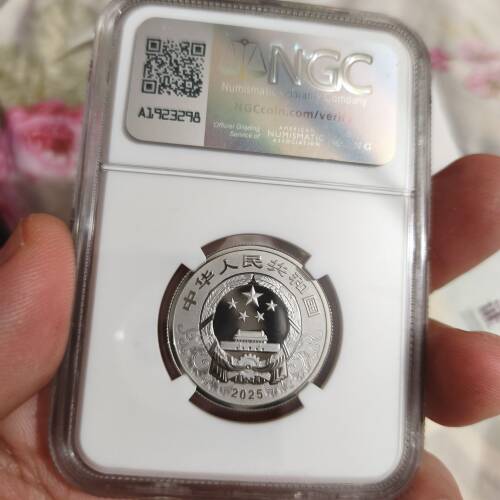 NGC
Numismatic Guaranty Company
NGCcoin.com/verify
A1923298
Official Grading
Service of
AMERICAN
NUMISMATIC
ASSOCIATION
中华人民共和国
2025